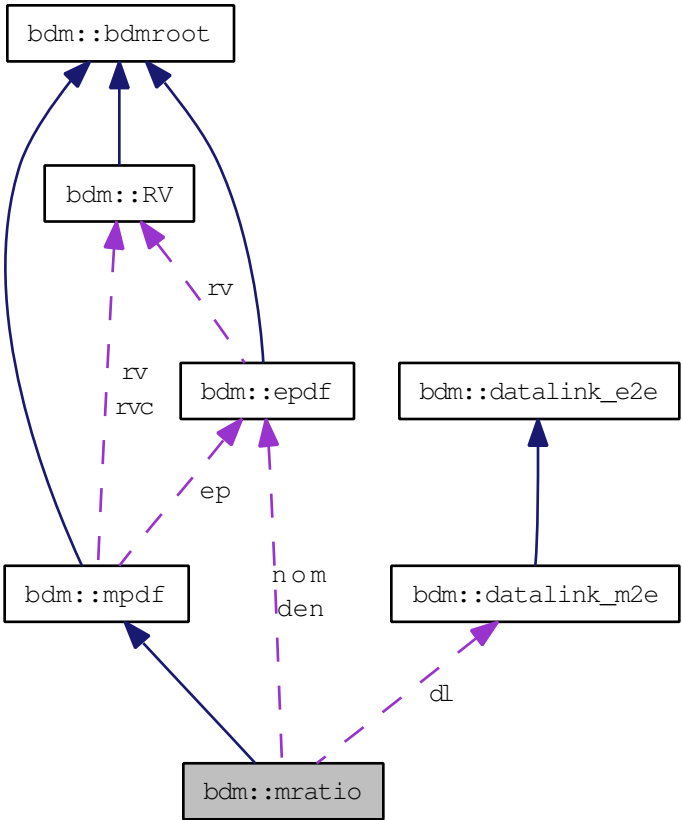 bdm::bdmroot
bdm::RV
rv
rv
rvc
bdm::epdf
bdm::datalink_e2e
ep
nom
den
bdm::mpdf
bdm::datalink_m2e
dl
bdm::mratio